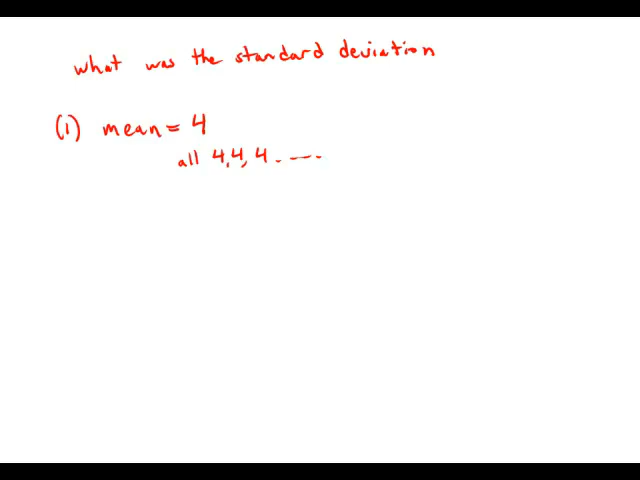 what was the standard deviation
(1) mean = 4
all 4, 4, 4 . — .